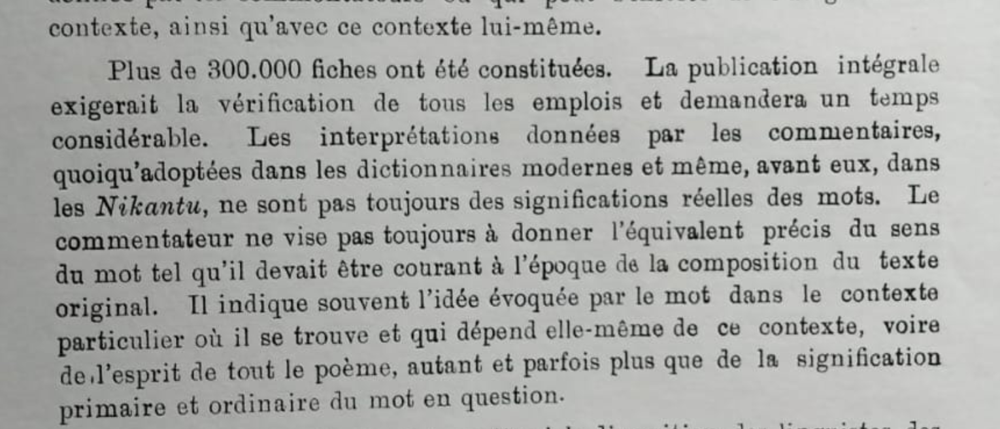 contexte, ainsi qu'avec ce contexte lui-même.
Plus de 300.000 fiches ont été constituées. La publication intégrale
exigerait la vérification de tous les emplois et demandera un temps
considérable. Les interprétations données par les commentaires,
quoiqu'adoptées dans les dictionnaires modernes et même, avant eux, dans
les Nikantu, ne sont pas toujours des significations réelles des mots. Le
commentateur ne vise pas toujours à donner l'équivalent précis du sens
du mot tel qu'il devait être courant à l'époque de la composition du texte
original. Il indique souvent l'idée évoquée par le mot dans le contexte
particulier où il se trouve et qui dépend elle-même de ce contexte, voire
de l'esprit de tout le poème, autant et parfois plus que de la signification
primaire et ordinaire du mot en question.